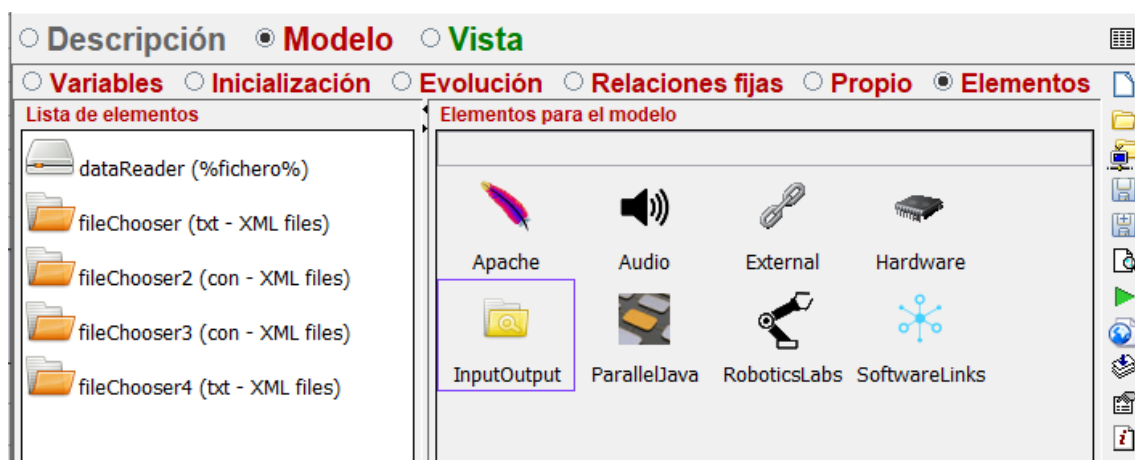 Descripción Modelo Vista
Variables Inicialización Evolución Relaciones fijas Propio Elementos
Lista de elementos
dataReader (%fichero%)
fileChooser (txt - XML files)
fileChooser2 (con - XML files)
fileChooser3 (con - XML files)
fileChooser4 (txt - XML files)
Elementos para el modelo
Apache Audio External Hardware
InputOutput ParallelJava RoboticsLabs SoftwareLinks